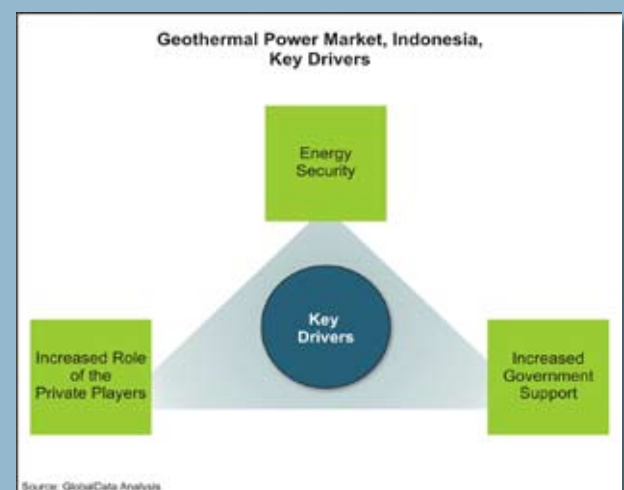 Geothermal Power Market, Indonesia,
Key Drivers
Energy
Security
Key
Drivers
Increased Role
of the
Private Players
Increased
Government
Support
Source: GlobalData Analysis